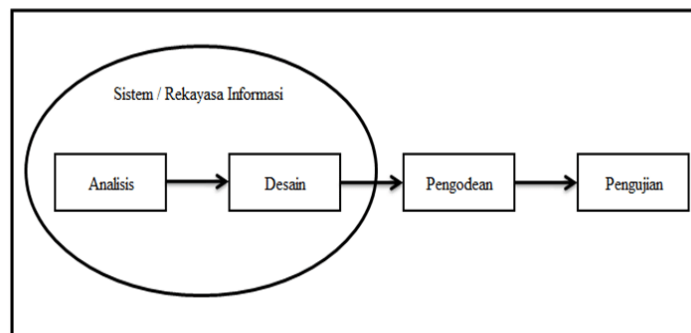 Sistem / Rekayasa Informasi
Analisis
Desain
Pengodean
Pengujian